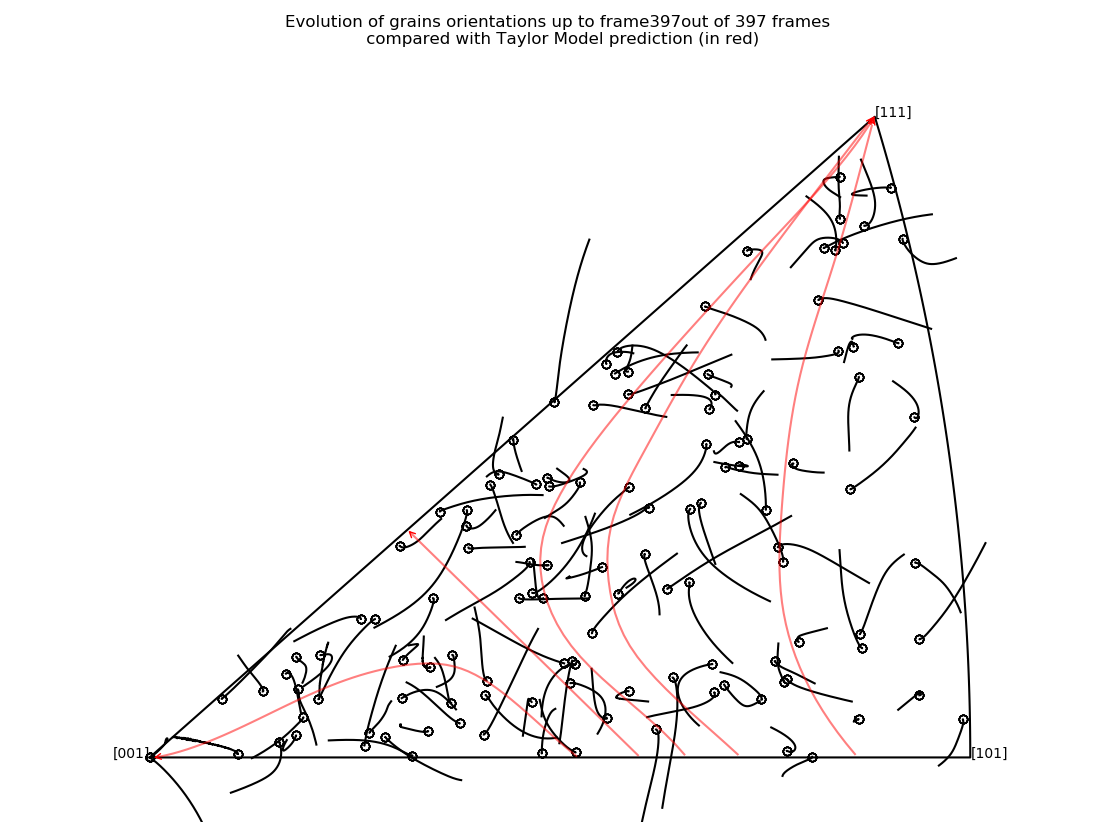 Evolution of grains orientations up to frame397out of 397 frames
compared with Taylor Model prediction (in red)
[111]
[001]
[101]